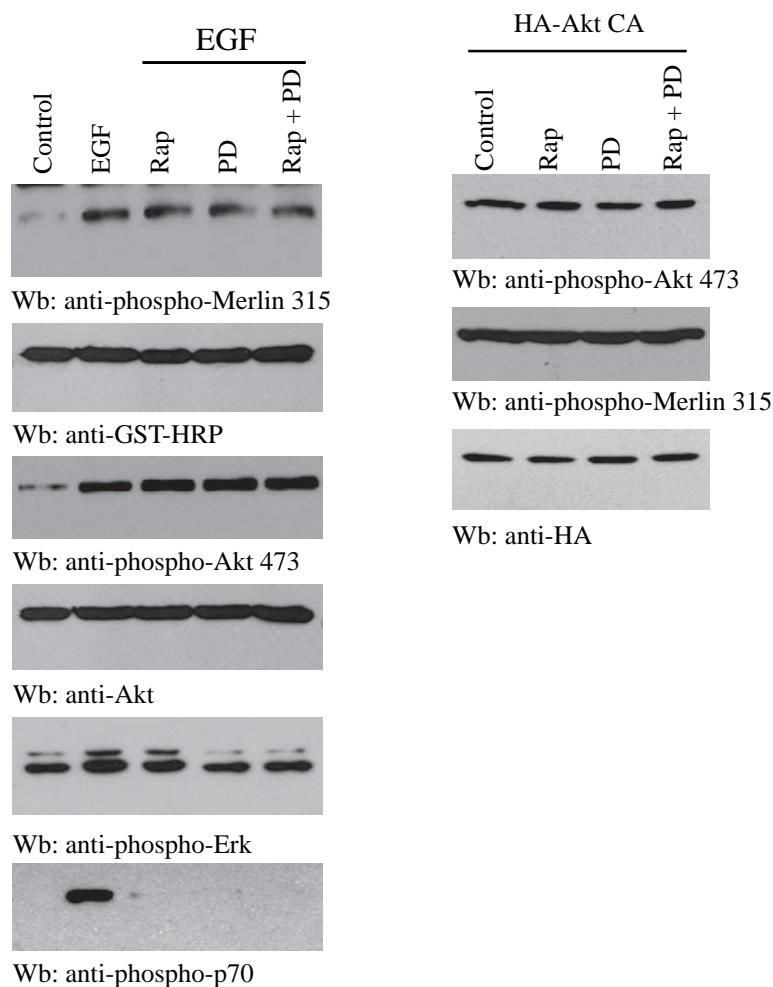 EGF
Control
EGF
Rap
PD
Rap + PD
Wb: anti-phospho-Merlin 315
Wb: anti-GST-HRP
Wb: anti-phospho-Akt 473
Wb: anti-Akt
Wb: anti-phospho-Erk
Wb: anti-phospho-p70
HA-Akt CA
Control
Rap
PD
Rap + PD
Wb: anti-phospho-Akt 473
Wb: anti-phospho-Merlin 315
Wb: anti-HA